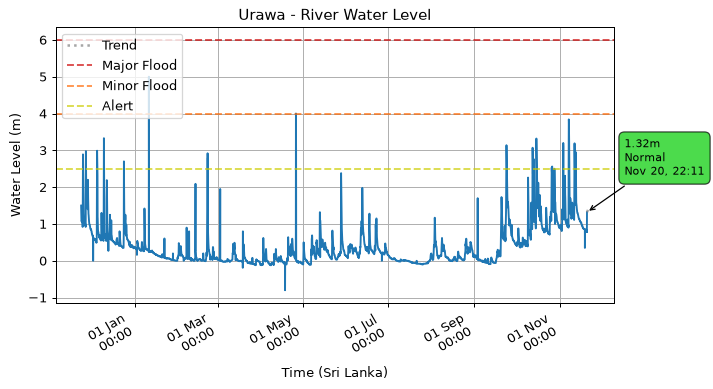 Urawa - River Water Level
Water Level (m)
6
5
4
3
2
1
0
−1
Trend
Major Flood
Minor Flood
Alert
1.32m
Normal
Nov 20, 22:11
01 Jan
00:00
01 Mar
00:00
01 May
00:00
01 Jul
00:00
01 Sep
00:00
01 Nov
00:00
Time (Sri Lanka)